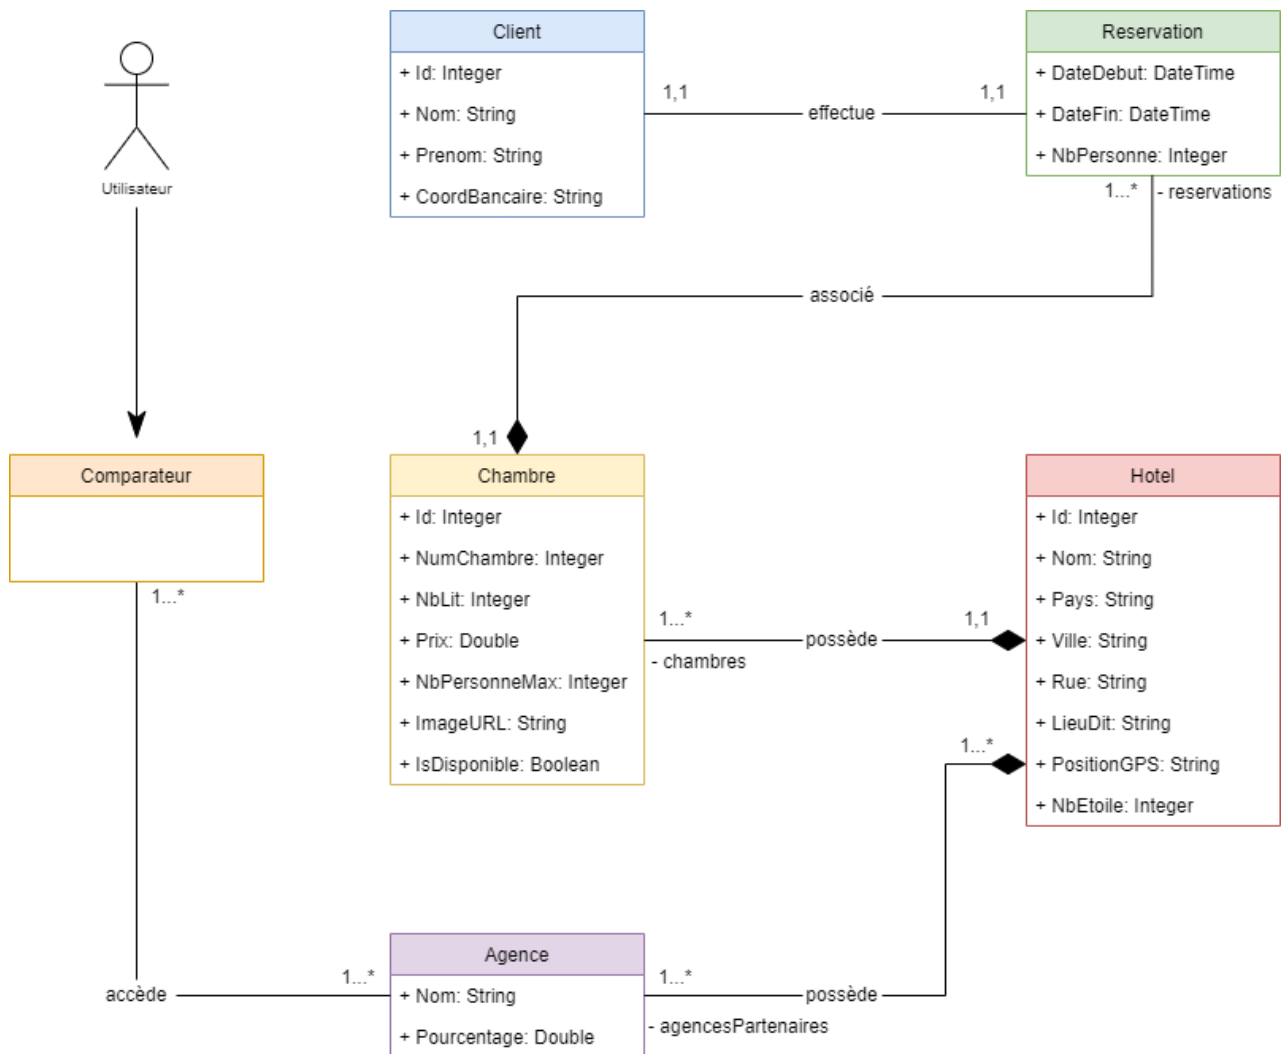 Utilisateur
Client
+ Id: Integer
+ Nom: String
+ Prenom: String
+ CoordBancaire: String
1,1
effectue
1,1
Reservation
+ DateDebut: DateTime
+ DateFin: DateTime
+ NbPersonne: Integer
1...*
- reservations
associé
1,1
Comparateur
1...*
Chambre
+ Id: Integer
+ NumChambre: Integer
+ NbLit: Integer
+ Prix: Double
+ NbPersonneMax: Integer
+ ImageURL: String
+ IsDisponible: Boolean
1...*
- chambres
possède
1,1
Hotel
+ Id: Integer
+ Nom: String
+ Pays: String
+ Ville: String
+ Rue: String
+ LieuDit: String
+ PositionGPS: String
+ NbEtoile: Integer
1...*
accède
1...*
Agence
+ Nom: String
+ Pourcentage: Double
1...*
- agencesPartenaires
possède